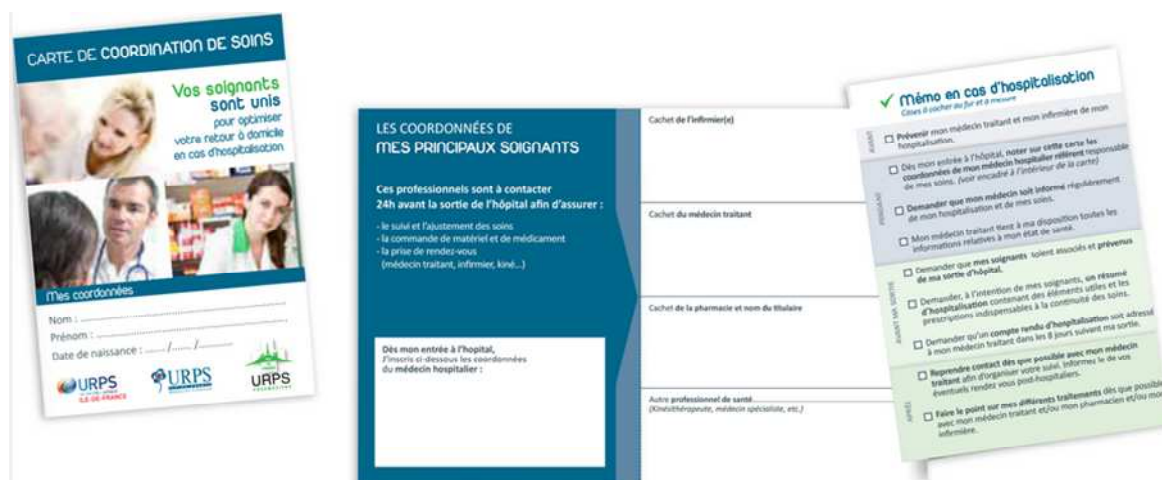 CARTE DE COORDINATION DE SOINS
Vos soignants
sont unis
pour optimiser
votre retour à domicile
en cas d'hospitalisation
Mes coordonnées
Nom : ..................................................
Prénom : ..................................................
Date de naissance : ....... /....... /...........
URPS
ILE-DE-FRANCE
URPS
URPS
LES COORDONNÉES DE
MES PRINCIPAUX SOIGNANTS
Ces professionnels sont à contacter
24h avant la sortie de l'hôpital afin d'assurer :
- le suivi et l'ajustement des soins
- la commande de matériel et de médicament
- la prise de rendez-vous
(médecin traitant, infirmier, kiné...)
Dès mon entrée à l'hopital,
J'inscris ci-dessous les coordonnées
du médecin hospitalier :
Cachet de l'infirmier(e)
Cachet du médecin traitant
Cachet de la pharmacie et nom du titulaire
Autre professionnel de santé
(Kinésithérapeute, médecin spécialiste, etc.)
✓ Mémo en cas d'hospitalisation
Cases à cocher au fur et à mesure
AVANT
Prévenir mon médecin traitant et mon infirmière de mon
hospitalisation.
PENDANT
Dès mon entrée à l'hôpital, noter sur cette carte les
coordonnées de mon médecin hospitalier référent responsable
de mes soins. (voir encadré à l'intérieur de la carte)
Demander que mon médecin soit informé régulièrement
de mon hospitalisation et de mes soins.
Mon médecin traitant tient à ma disposition toutes les
informations relatives à mon état de santé.
AVANT MA SORTIE
Demander que mes soignants soient associés et prévenus
de ma sortie d'hôpital.
Demander, à l'intention de mes soignants, un résumé
d'hospitalisation contenant des éléments utiles et les
prescriptions indispensables à la continuité des soins.
Demander qu'un compte rendu d'hospitalisation soit adressé
à mon médecin traitant dans les 8 jours suivant ma sortie.
APRÈS
Reprendre contact dès que possible avec mon médecin
traitant afin d'organiser votre suivi. Informez le de vos
éventuels rendez vous post-hospitaliers.
Faire le point sur mes différents traitements dès que possible
avec mon médecin traitant et/ou mon pharmacien et/ou mon
infirmière.